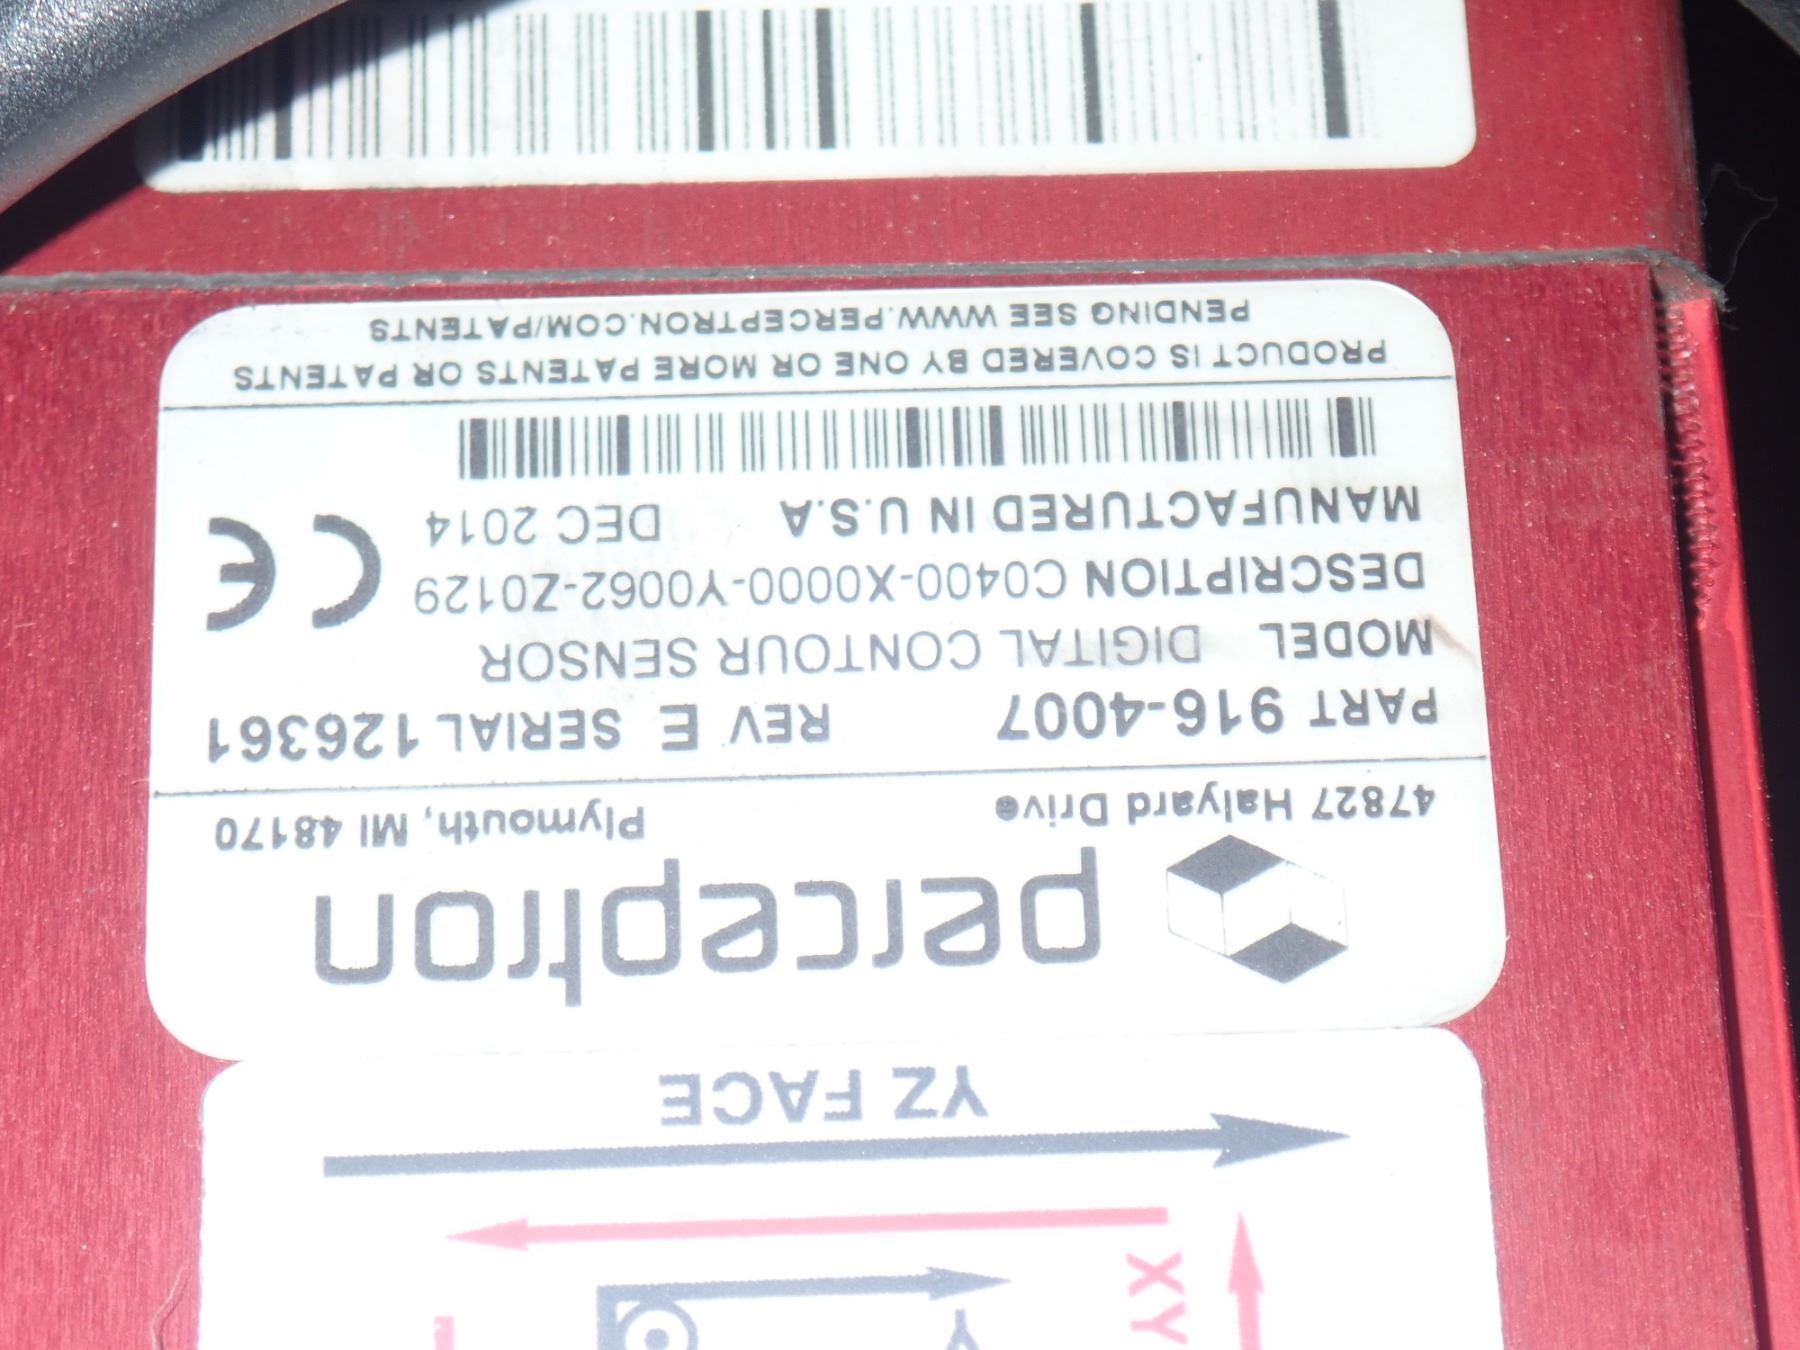 XY
Y
YZ FACE
perceptron
47827 Halyard Drive Plymouth, MI 48170
PART 916-4007 REV E SERIAL 126361
MODEL DIGITAL CONTOUR SENSOR
DESCRIPTION C0400-X0000-Y0062-Z0129
MANUFACTURED IN U.S.A DEC 2014 CE
PRODUCT IS COVERED BY ONE OR MORE PATENTS OR PATENTS
PENDING SEE WWW.PERCEPTRON.COM/PATENTS